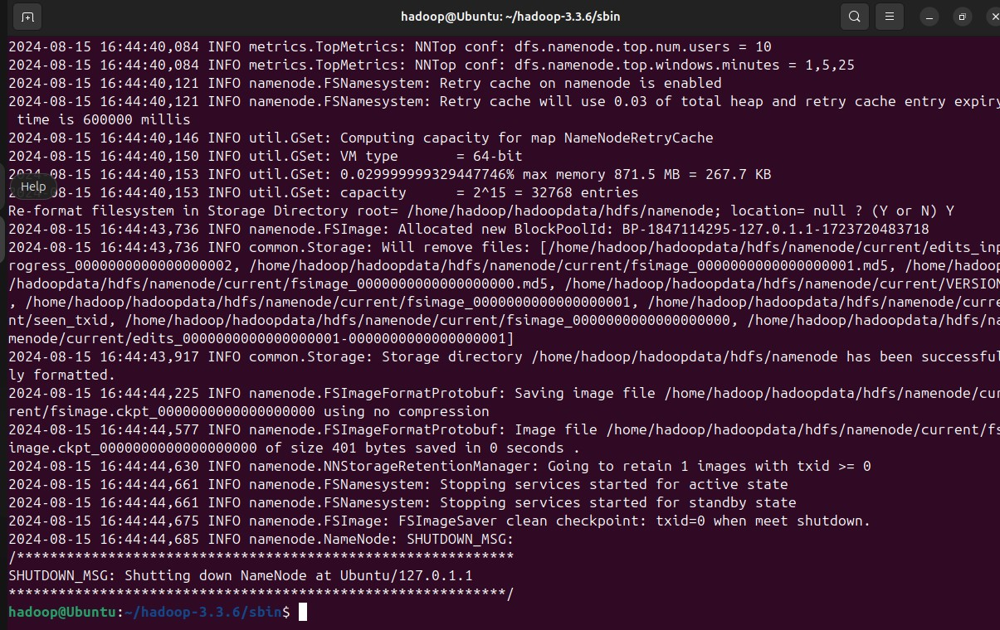 hadoop@Ubuntu: ~/hadoop-3.3.6/sbin
2024-08-15 16:44:40,084 INFO metrics.TopMetrics: NNTop conf: dfs.namenode.top.num.users = 10
2024-08-15 16:44:40,084 INFO metrics.TopMetrics: NNTop conf: dfs.namenode.top.windows.minutes = 1,5,25
2024-08-15 16:44:40,121 INFO namenode.FSNamesystem: Retry cache on namenode is enabled
2024-08-15 16:44:40,121 INFO namenode.FSNamesystem: Retry cache will use 0.03 of total heap and retry cache entry expiry
time is 600000 millis
2024-08-15 16:44:40,146 INFO util.GSet: Computing capacity for map NameNodeRetryCache
2024-08-15 16:44:40,150 INFO util.GSet: VM type       = 64-bit
2024-08-15 16:44:40,153 INFO util.GSet: 0.029999999329447746% max memory 871.5 MB = 267.7 KB
Help
2024-08-15 16:44:40,153 INFO util.GSet: capacity      = 2^15 = 32768 entries
Re-format filesystem in Storage Directory root= /home/hadoop/hadoopdata/hdfs/namenode; location= null ? (Y or N) Y
2024-08-15 16:44:43,736 INFO namenode.FSImage: Allocated new BlockPoolId: BP-1847114295-127.0.1.1-1723720483718
2024-08-15 16:44:43,736 INFO common.Storage: Will remove files: [/home/hadoop/hadoopdata/hdfs/namenode/current/edits_inp
rogress_0000000000000000002, /home/hadoop/hadoopdata/hdfs/namenode/current/fsimage_0000000000000000001.md5, /home/hadoop
/hadoopdata/hdfs/namenode/current/fsimage_0000000000000000000.md5, /home/hadoop/hadoopdata/hdfs/namenode/current/VERSION
, /home/hadoop/hadoopdata/hdfs/namenode/current/fsimage_0000000000000000001, /home/hadoop/hadoopdata/hdfs/namenode/curre
nt/seen_txid, /home/hadoop/hadoopdata/hdfs/namenode/current/fsimage_0000000000000000000, /home/hadoop/hadoopdata/hdfs/na
menode/current/edits_0000000000000000001-0000000000000000001]
2024-08-15 16:44:43,917 INFO common.Storage: Storage directory /home/hadoop/hadoopdata/hdfs/namenode has been successful
ly formatted.
2024-08-15 16:44:44,225 INFO namenode.FSImageFormatProtobuf: Saving image file /home/hadoop/hadoopdata/hdfs/namenode/cur
rent/fsimage.ckpt_0000000000000000000 using no compression
2024-08-15 16:44:44,577 INFO namenode.FSImageFormatProtobuf: Image file /home/hadoop/hadoopdata/hdfs/namenode/current/fs
image.ckpt_0000000000000000000 of size 401 bytes saved in 0 seconds .
2024-08-15 16:44:44,630 INFO namenode.NNStorageRetentionManager: Going to retain 1 images with txid >= 0
2024-08-15 16:44:44,661 INFO namenode.FSNamesystem: Stopping services started for active state
2024-08-15 16:44:44,661 INFO namenode.FSNamesystem: Stopping services started for standby state
2024-08-15 16:44:44,675 INFO namenode.FSImage: FSImageSaver clean checkpoint: txid=0 when meet shutdown.
2024-08-15 16:44:44,685 INFO namenode.NameNode: SHUTDOWN_MSG:
/************************************************************
SHUTDOWN_MSG: Shutting down NameNode at Ubuntu/127.0.1.1
************************************************************/
hadoop@Ubuntu:~/hadoop-3.3.6/sbin$